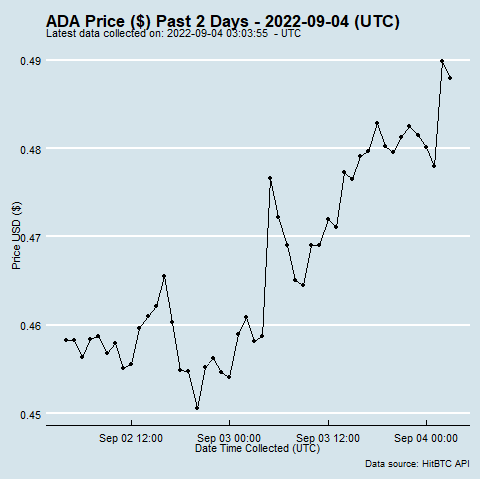 ADA Price ($) Past 2 Days - 2022-09-04 (UTC)
Latest data collected on: 2022-09-04 03:03:55 - UTC
0.49
0.48
0.47
0.46
0.45
Price USD ($)
Sep 02 12:00 Sep 03 00:00 Sep 03 12:00 Sep 04 00:00
Date Time Collected (UTC)
Data source: HitBTC API